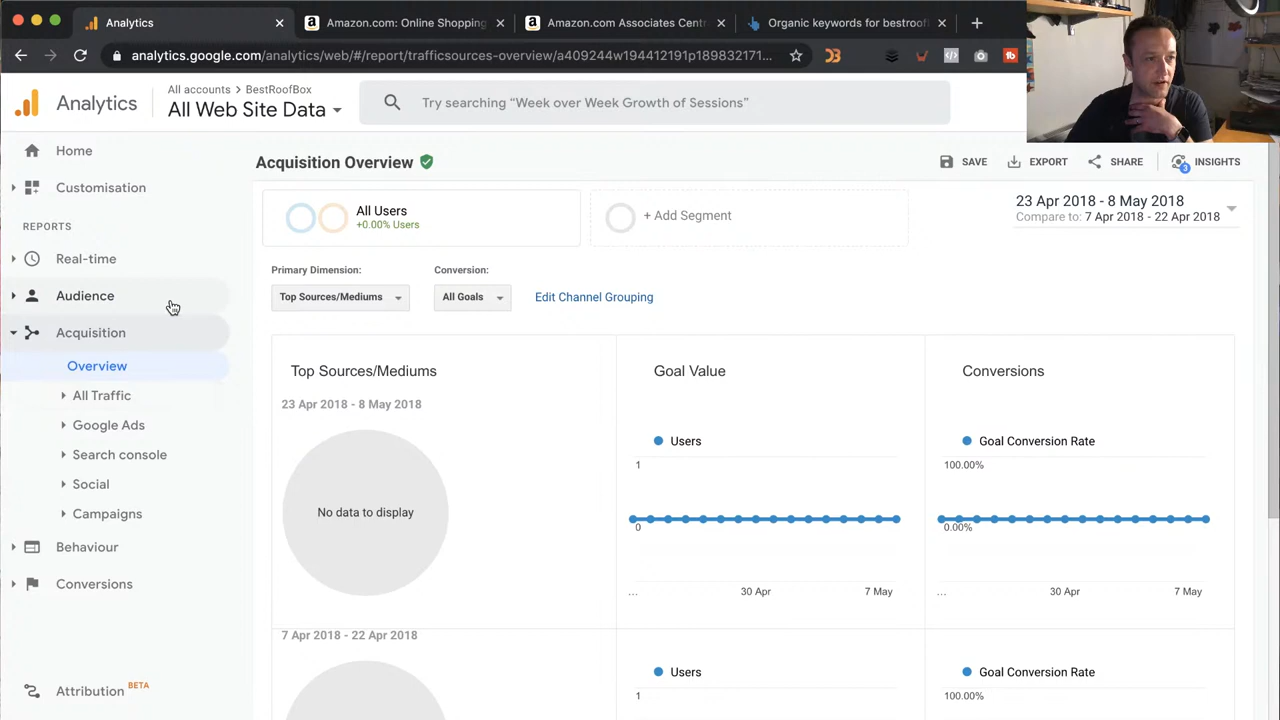 Analytics
Amazon.com: Online Shopping
Amazon.com Associates Centr
Organic keywords for bestroofl
analytics.google.com/analytics/web/#/report/trafficsources-overview/a409244w194412191p189832171...
Analytics
All accounts > BestRoofBox
All Web Site Data
Try searching “Week over Week Growth of Sessions”
Home
Customisation
REPORTS
Real-time
Audience
Acquisition
Overview
All Traffic
Google Ads
Search console
Social
Campaigns
Behaviour
Conversions
Attribution BETA
Acquisition Overview
SAVE
EXPORT
SHARE
3
INSIGHTS
All Users
+0.00% Users
+ Add Segment
23 Apr 2018 - 8 May 2018
Compare to: 7 Apr 2018 - 22 Apr 2018
Primary Dimension:
Conversion:
Top Sources/Mediums
All Goals
Edit Channel Grouping
Top Sources/Mediums
23 Apr 2018 - 8 May 2018
No data to display
7 Apr 2018 - 22 Apr 2018
Goal Value
Users
1
0
...
30 Apr
7 May
Users
1
Conversions
Goal Conversion Rate
100.00%
0.00%
...
30 Apr
7 May
Goal Conversion Rate
100.00%